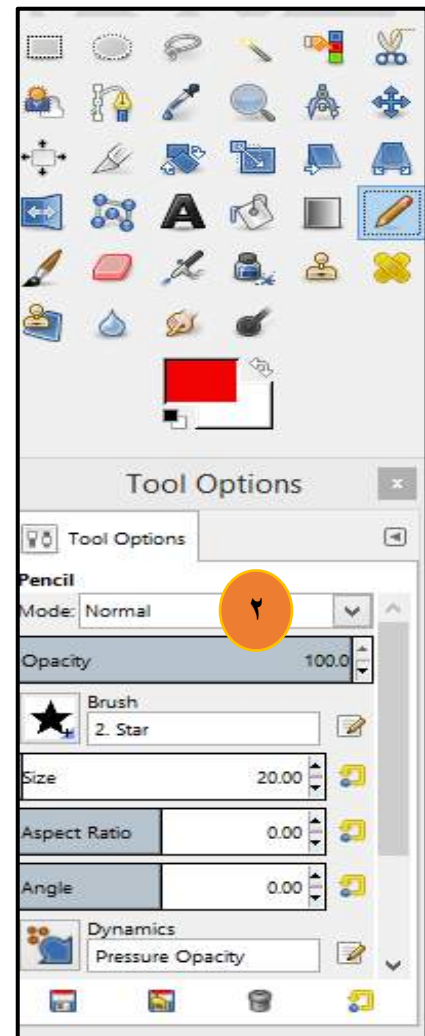 Tool Options
Tool Options
Pencil
Mode: Normal
٢
Opacity 100.0
Brush
2. Star
Size 20.00
Aspect Ratio 0.00
Angle 0.00
Dynamics
Pressure Opacity